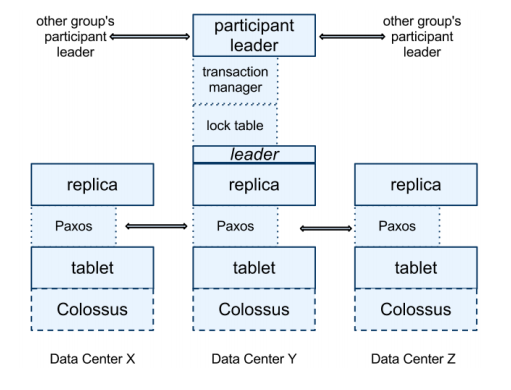 other group's
participant
leader
participant
leader
other group's
participant
leader
transaction
manager
lock table
leader
replica
replica
replica
Paxos
Paxos
Paxos
tablet
tablet
tablet
Colossus
Colossus
Colossus
Data Center X
Data Center Y
Data Center Z